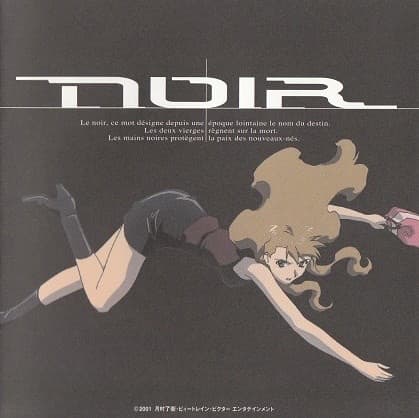 NOIR
Le noir, ce mot désigne depuis une époque lointaine le nom du destin.
Les deux vierges règnent sur la mort.
Les mains noires protègent la paix des nouveaux-nés.
©2001 月村了衛・ビィートレイン・ビクター エンタテインメント